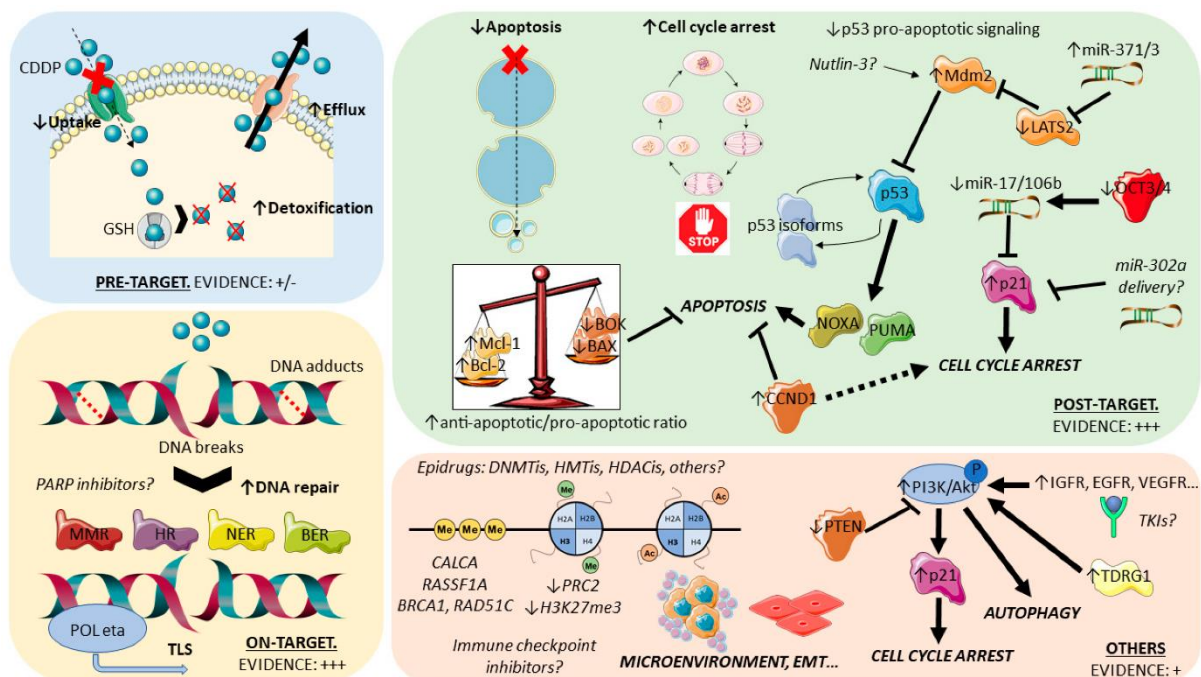 CDDP
↓Uptake
↑Efflux
GSH
↑Detoxification
PRE-TARGET. EVIDENCE: +/-
DNA adducts
DNA breaks
PARP inhibitors?
↑DNA repair
MMR
HR
NER
BER
POL eta
TLS
ON-TARGET.
EVIDENCE: +++
↓Apoptosis
↑Cell cycle arrest
STOP
↓p53 pro-apoptotic signaling
Nutlin-3?
↑Mdm2
↑miR-371/3
↓LATS2
p53
p53 isoforms
↓miR-17/106b
↓OCT3/4
↑p21
miR-302a
delivery?
↑Mcl-1
↑Bcl-2
↓BOK
↓BAX
APOPTOSIS
NOXA
PUMA
CELL CYCLE ARREST
↑CCND1
↑anti-apoptotic/pro-apoptotic ratio
POST-TARGET.
EVIDENCE: +++
Epidrugs: DNMTis, HMTis, HDACis, others?
Me
Ac
Me Me Me
H2A H2B
H3 H4
H2A H2B
H3 H4
Me
Ac
CALCA
RASSF1A
BRCA1, RAD51C
↓PRC2
↓H3K27me3
Immune checkpoint
inhibitors?
MICROENVIRONMENT, EMT...
P
↑PI3K/Akt
↑IGFR, EGFR, VEGFR...
TKIs?
↓PTEN
↑p21
↑TDRG1
AUTOPHAGY
CELL CYCLE ARREST
OTHERS
EVIDENCE: +